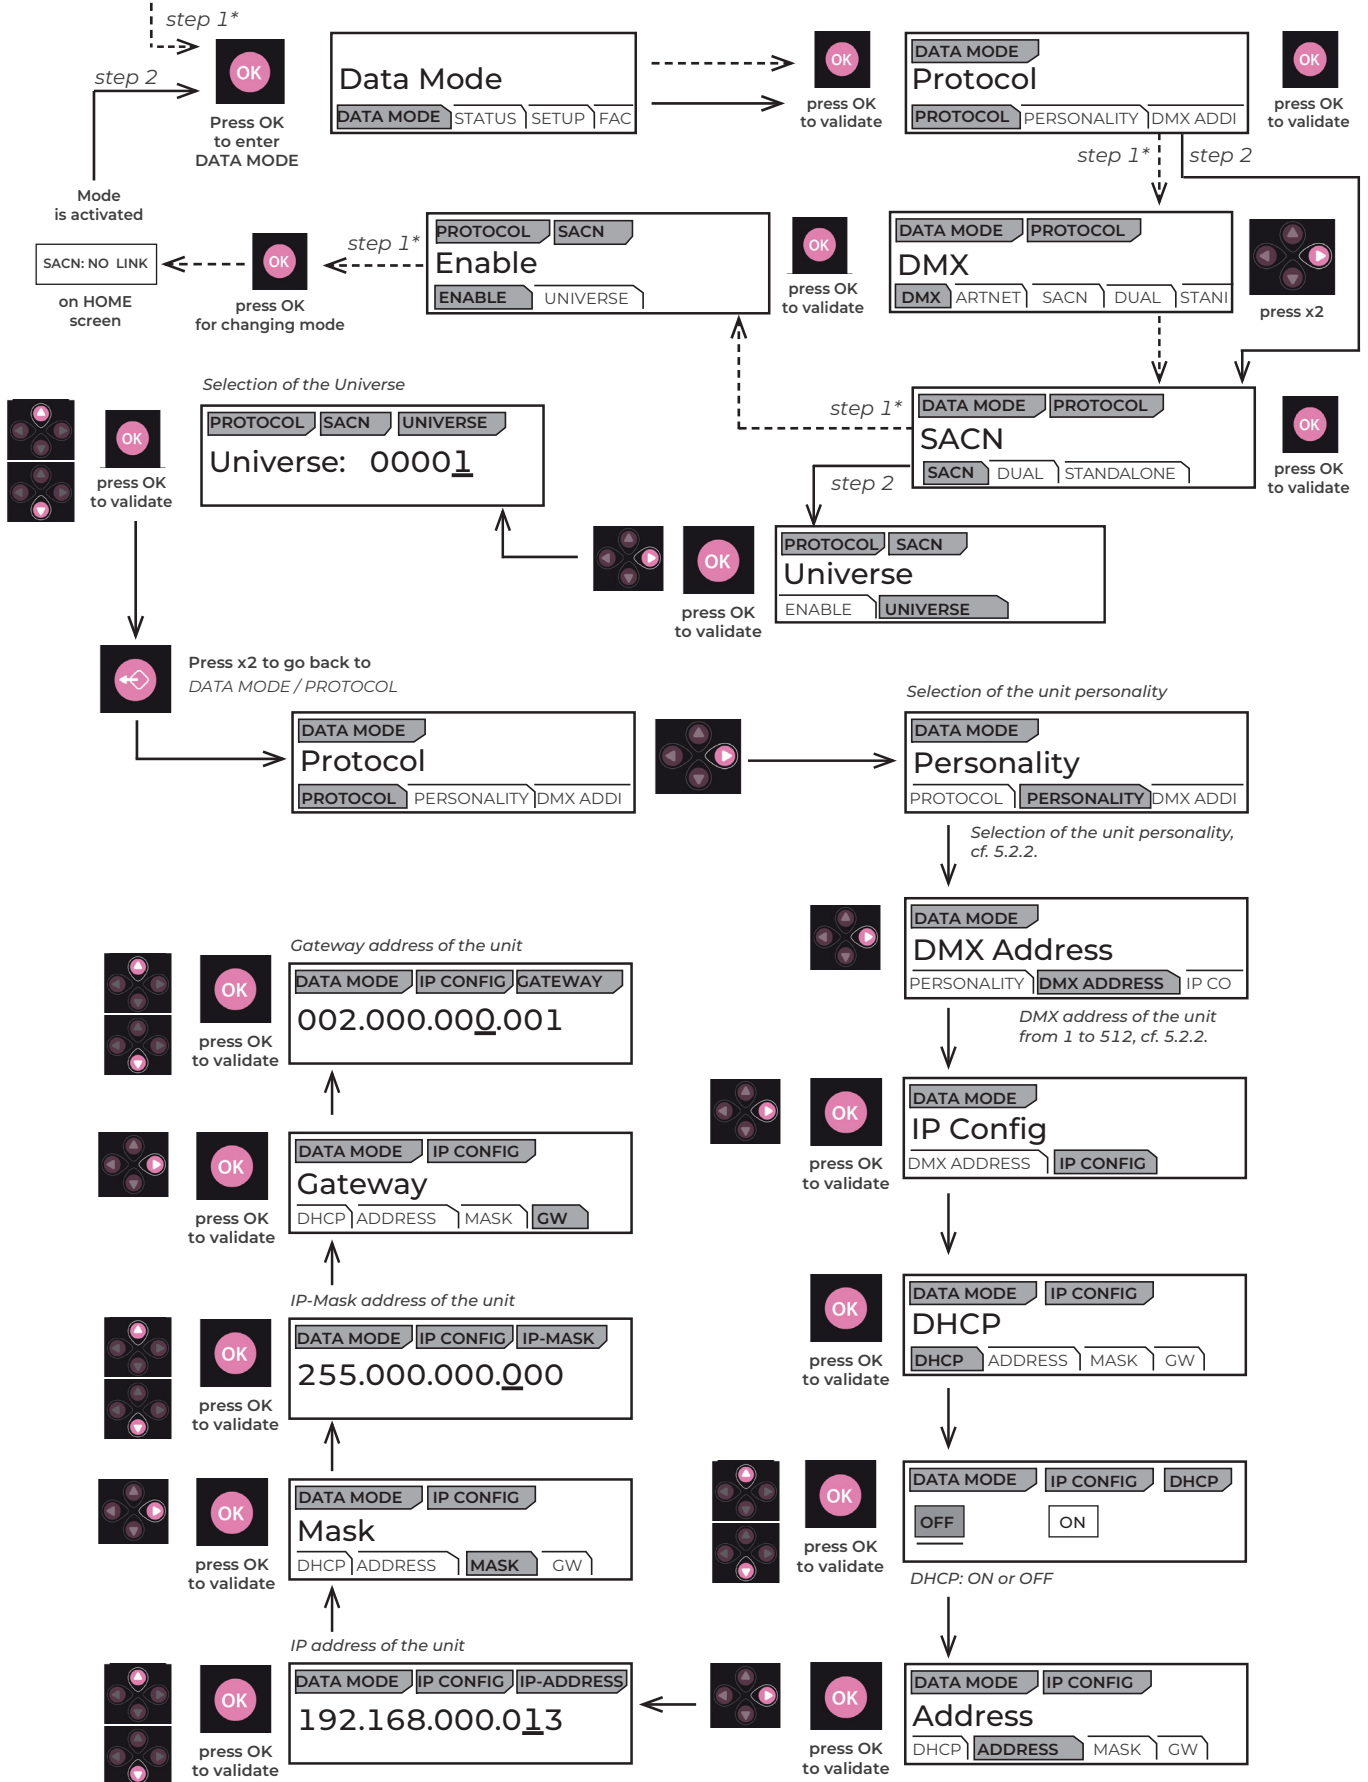 step 1*
step 2
OK
Press OK
to enter
DATA MODE
Data Mode
DATA MODE STATUS SETUP FAC
OK
press OK
to validate
DATA MODE
Protocol
PROTOCOL PERSONALITY DMX ADDI
OK
press OK
to validate
step 1*
step 2
Mode
is activated
SACN: NO LINK
on HOME
screen
OK
press OK
for changing mode
step 1*
PROTOCOL SACN
Enable
ENABLE UNIVERSE
OK
press OK
to validate
DATA MODE PROTOCOL
DMX
DMX ARTNET SACN DUAL STANI
press x2
Selection of the Universe
OK
press OK
to validate
PROTOCOL SACN UNIVERSE
Universe: 00001
step 1*
step 2
DATA MODE PROTOCOL
SACN
SACN DUAL STANDALONE
OK
press OK
to validate
OK
press OK
to validate
PROTOCOL SACN
Universe
ENABLE UNIVERSE
Press x2 to go back to
DATA MODE / PROTOCOL
DATA MODE
Protocol
PROTOCOL PERSONALITY DMX ADDI
Selection of the unit personality
DATA MODE
Personality
PROTOCOL PERSONALITY DMX ADDI
Selection of the unit personality,
cf. 5.2.2.
DATA MODE
DMX Address
PERSONALITY DMX ADDRESS IP CO
DMX address of the unit
from 1 to 512, cf. 5.2.2.
OK
press OK
to validate
DATA MODE
IP Config
DMX ADDRESS IP CONFIG
OK
press OK
to validate
DATA MODE IP CONFIG
DHCP
DHCP ADDRESS MASK GW
OK
press OK
to validate
DATA MODE IP CONFIG DHCP
OFF ON
DHCP: ON or OFF
OK
press OK
to validate
DATA MODE IP CONFIG
Address
DHCP ADDRESS MASK GW
IP address of the unit
OK
press OK
to validate
DATA MODE IP CONFIG IP-ADDRESS
192.168.000.013
OK
press OK
to validate
DATA MODE IP CONFIG
Mask
DHCP ADDRESS MASK GW
IP-Mask address of the unit
OK
press OK
to validate
DATA MODE IP CONFIG IP-MASK
255.000.000.000
OK
press OK
to validate
DATA MODE IP CONFIG
Gateway
DHCP ADDRESS MASK GW
Gateway address of the unit
OK
press OK
to validate
DATA MODE IP CONFIG GATEWAY
002.000.000.001